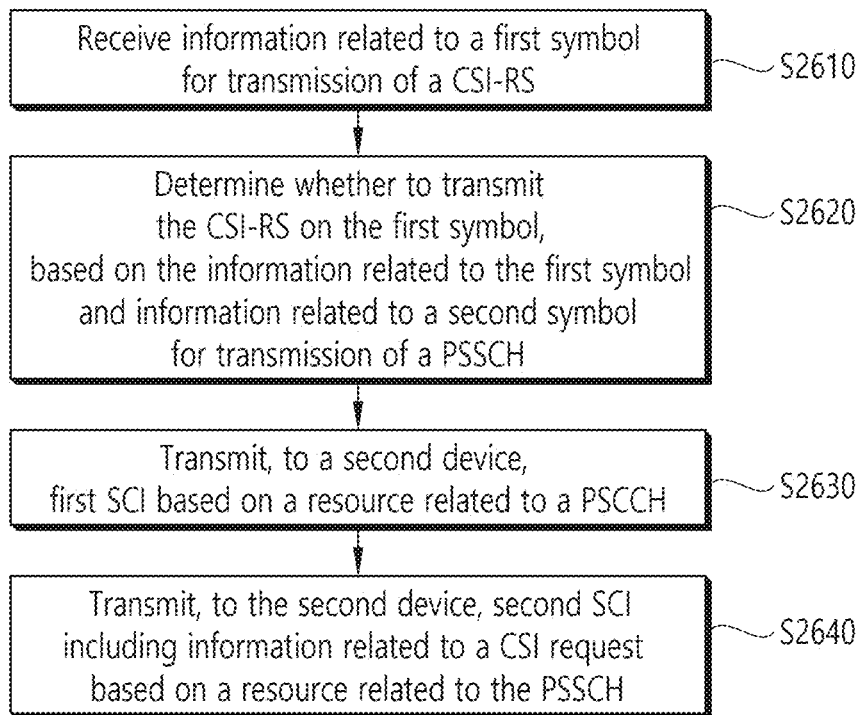 Receive information related to a first symbol
for transmission of a CSI-RS
S2610
Determine whether to transmit
the CSI-RS on the first symbol,
based on the information related to the first symbol
and information related to a second symbol
for transmission of a PSSCH
S2620
Transmit, to a second device,
first SCI based on a resource related to a PSCCH
S2630
Transmit, to the second device, second SCI
including information related to a CSI request
based on a resource related to the PSSCH
S2640